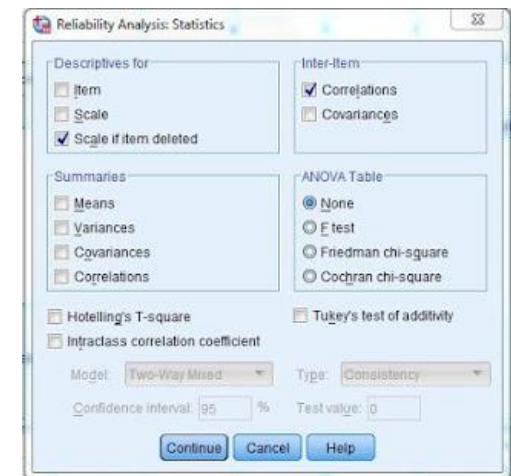 Reliability Analysis: Statistics
Descriptives for
Item
Scale
Scale if item deleted
Inter-Item
Correlations
Covariances
Summaries
Means
Variances
Covariances
Correlations
ANOVA Table
None
F test
Friedman chi-square
Cochran chi-square
Hotelling's T-square
Tukey's test of additivity
Intraclass correlation coefficient
Model: Two-Way Mixed Type: Consistency
Confidence interval: 95 % Test value: 0
Continue Cancel Help